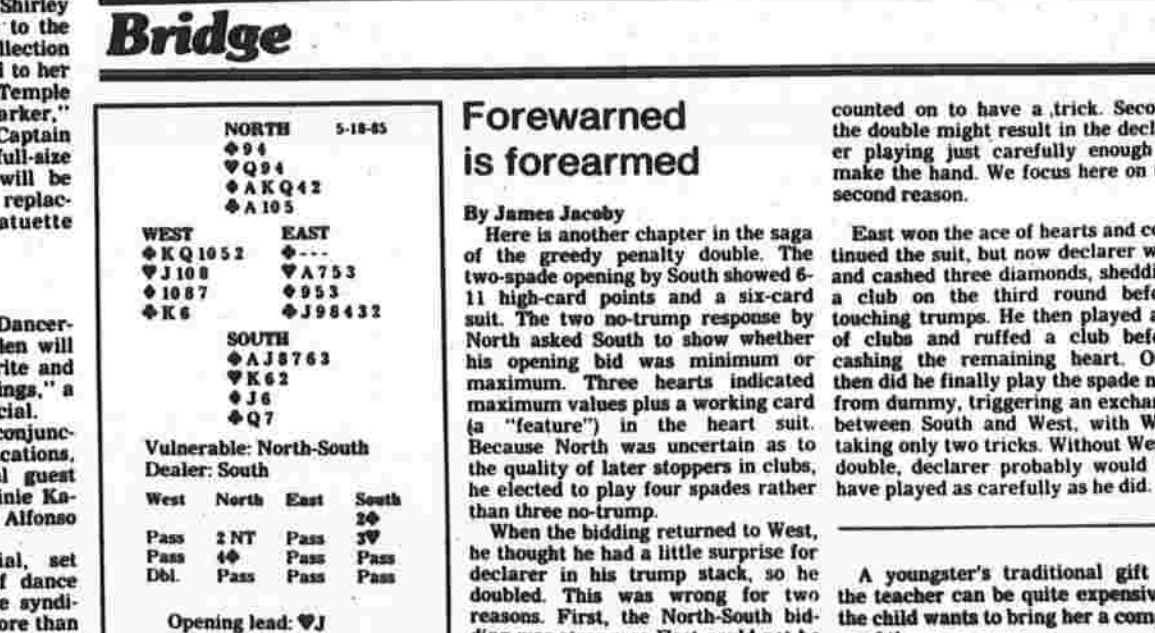 Shirley
to the
llection
l to her
Temple
arker,"
Captain
full-size
will be
replac-
atuette
Dancer-
len will
rite and
ings," a
cial.
conjunc-
cations,
al guest
inie Ka-
Alfonso
ial, set
f dance
e syndi-
ore than
Bridge
NORTH 5-18-85
♠ 9 4
♥ Q 9 4
♦ A K Q 4 2
♣ A 10 5
WEST EAST
♠ K Q 10 5 2 ♠ ---
♥ J 10 8 ♥ A 7 5 3
♦ 10 8 7 ♦ 9 5 3
♣ K 6 ♣ J 9 8 4 3 2
SOUTH
♠ A J 8 7 6 3
♥ K 6 2
♦ J 6
♣ Q 7
Vulnerable: North-South
Dealer: South
West North East South
2♠
Pass 2 NT Pass 3♥
Pass 4♠ Pass Pass
Dbl. Pass Pass Pass
Opening lead: ♥J
Forewarned
is forearmed
By James Jacoby
Here is another chapter in the saga
of the greedy penalty double. The
two-spade opening by South showed 6-
11 high-card points and a six-card
suit. The two no-trump response by
North asked South to show whether
his opening bid was minimum or
maximum. Three hearts indicated
maximum values plus a working card
(a "feature") in the heart suit.
Because North was uncertain as to
the quality of later stoppers in clubs,
he elected to play four spades rather
than three no-trump.
When the bidding returned to West,
he thought he had a little surprise for
declarer in his trump stack, so he
doubled. This was wrong for two
reasons. First, the North-South bid-
counted on to have a trick. Seco
the double might result in the decl
er playing just carefully enough
make the hand. We focus here on
second reason.
East won the ace of hearts and co
tinued the suit, but now declarer w
and cashed three diamonds, sheddi
a club on the third round befo
touching trumps. He then played a
of clubs and ruffed a club befo
cashing the remaining heart. O
then did he finally play the spade n
from dummy, triggering an exchan
between South and West, with W
taking only two tricks. Without We
double, declarer probably would
have played as carefully as he did.
A youngster's traditional gift
the teacher can be quite expensiv
the child wants to bring her a com